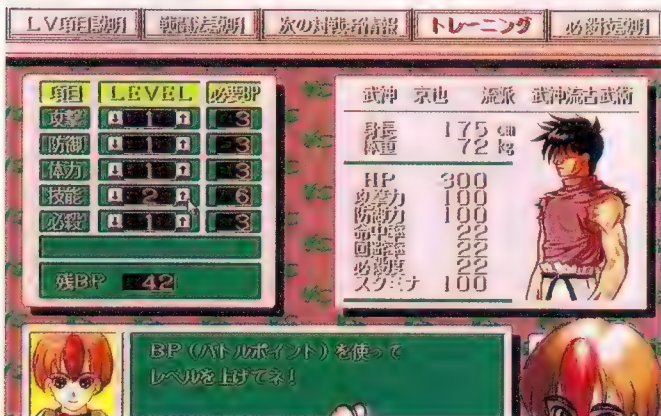 LV項目説明 戦闘法説明 次の対戦者情報 トレーニング 必殺技説明
項目 LEVEL 必要BP
攻撃 ↓ 1 ↑ 3
防御 ↓ 1 ↑ 3
体力 ↓ 1 ↑ 3
技能 ↓ 2 ↑ 6
必殺 ↓ 1 ↑ 3
残BP 42
武神 京也 流派 武神流古武術
身長 175 cm
体重 72 kg
HP 300
攻撃力 100
防御力 100
命中率 22
回避率 22
必殺度 22
スタミナ 100
BP（バトルポイント）を使って
レベルを上げてネ！